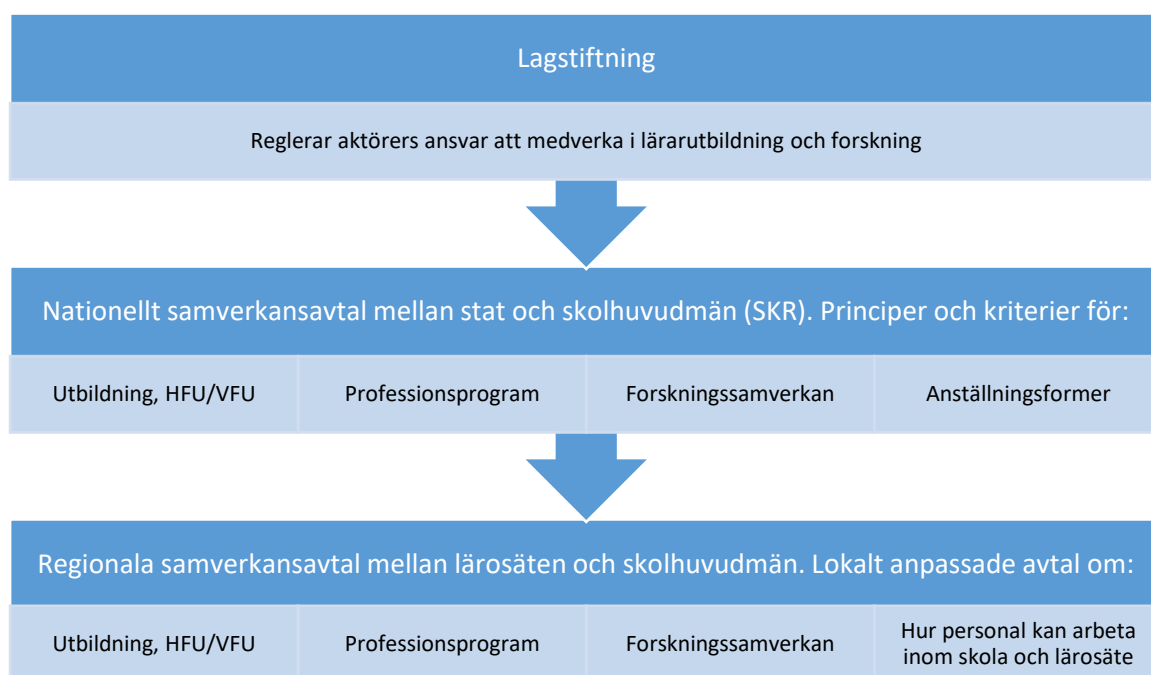 Lagstiftning
Reglerar aktörers ansvar att medverka i lärarutbildning och forskning
Nationellt samverkansavtal mellan stat och skolhuvudmän (SKR). Principer och kriterier för:
Utbildning, HFU/VFU
Professionsprogram
Forskningssamverkan
Anställningsformer
Regionala samverkansavtal mellan lärosäten och skolhuvudmän. Lokalt anpassade avtal om:
Utbildning, HFU/VFU
Professionsprogram
Forskningssamverkan
Hur personal kan arbeta
inom skola och lärosäte